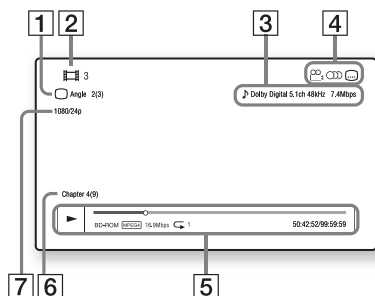 1 2 3 4
3
Angle 2(3)
♪ Dolby Digital 5.1ch 48kHz 7.4Mbps
1080/24p
Chapter 4(9)
BD-ROM MPEG4 16.9Mbps 1 50:42:52/99:59:59
7 6 5